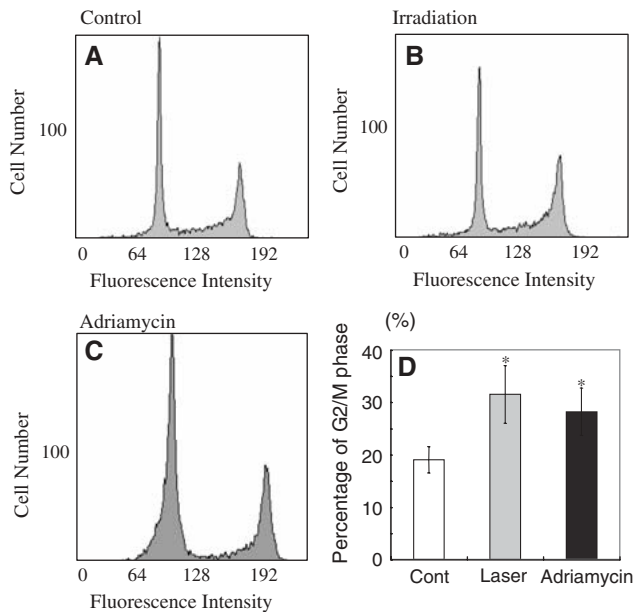 Control
A
Cell Number
100
0 64 128 192
Fluorescence Intensity
Irradiation
B
Cell Number
100
0 64 128 192
Fluorescence Intensity
Adriamycin
C
Cell Number
100
0 64 128 192
Fluorescence Intensity
(%)
D
Percentage of G2/M phase
40
30
20
10
0
* *
Cont Laser Adriamycin